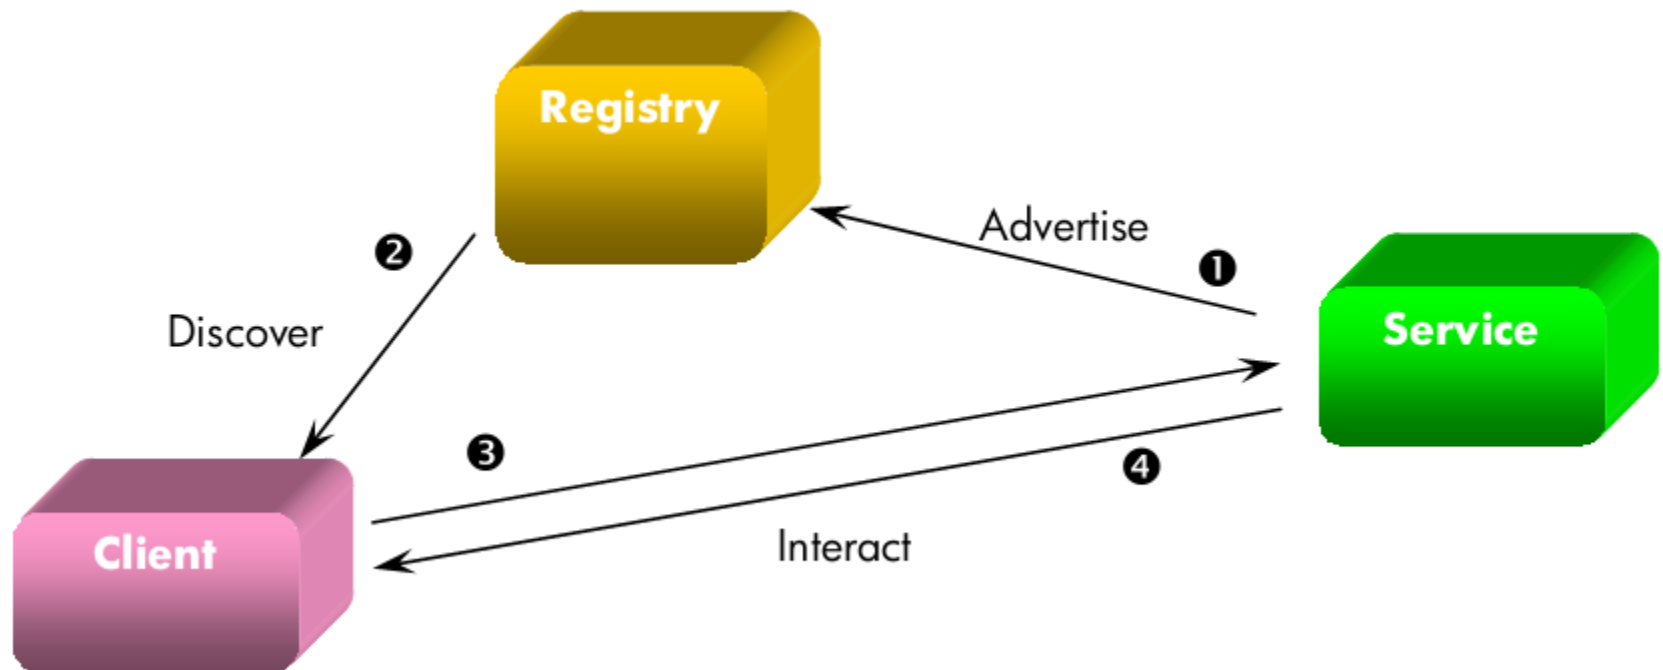 Registry
Advertise
❶
❷
Service
Discover
❸
❹
Client
Interact